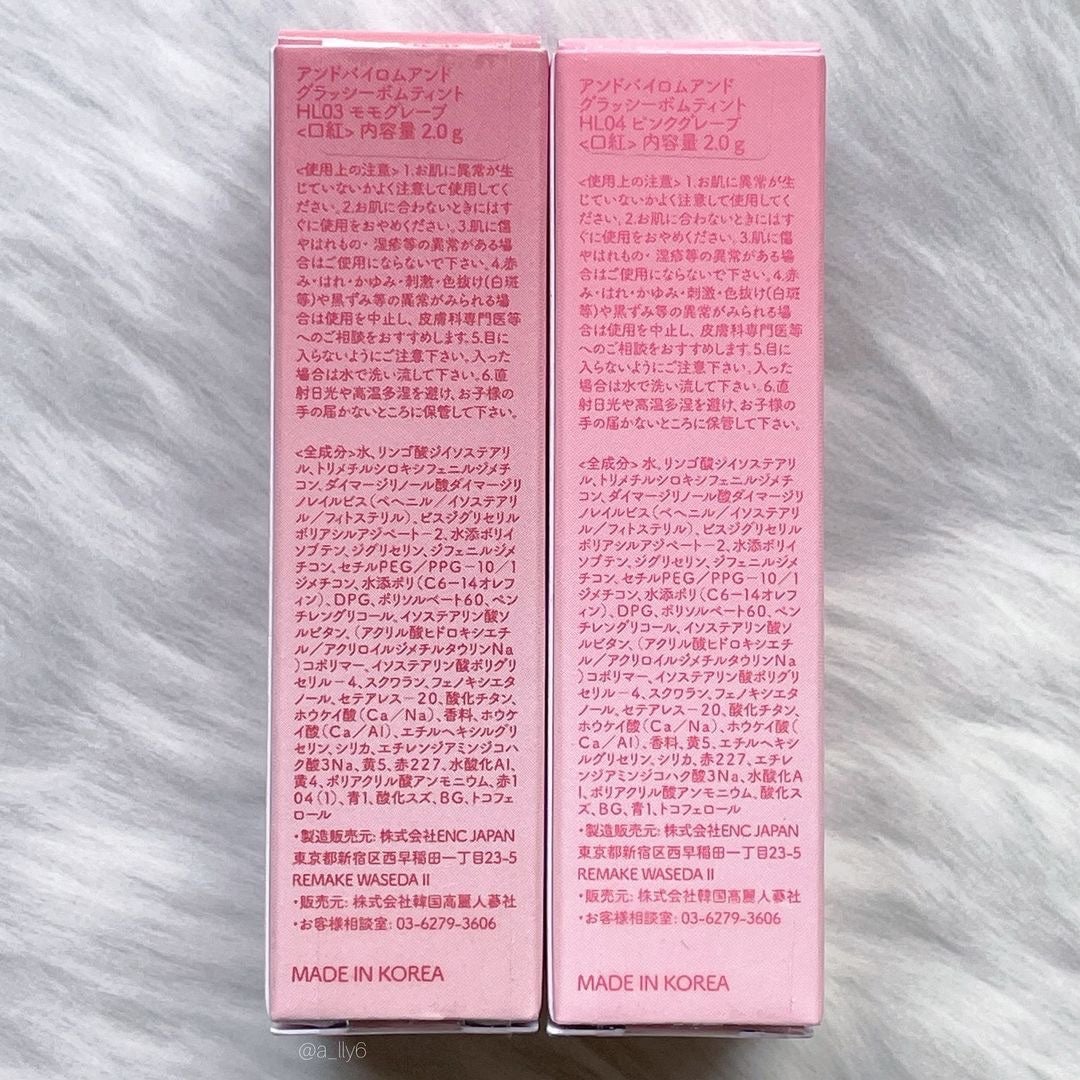 アンドバイロムアンド
グラッシーボムティント
HL03 モモグレープ
<口紅> 内容量 2.0g
<使用上の注意> 1.お肌に異常が生
じていないかよく注意して使用してく
ださい。2.お肌に合わないときにはす
ぐに使用をおやめください。3.肌に傷
やはれもの・湿疹等の異常がある場
合はご使用にならないで下さい。4.赤
み・はれ・かゆみ・刺激・色抜け(白斑
等)や黒ずみ等の異常がみられる場
合は使用を中止し、皮膚科専門医等
へのご相談をおすすめします。5.目に
入らないようにご注意下さい。入った
場合は水で洗い流して下さい。6.直
射日光や高温多湿を避け、お子様の
手の届かないところに保管して下さい。
<全成分>水、リンゴ酸ジイソステアリ
ル、トリメチルシロキシフェニルジメチ
コン、ダイマージリノール酸ダイマージリ
ノレイルビス（ベヘニル／イソステアリ
ル／フィトステリル）、ビスジグリセリル
ポリアシルアジペート-2、水添ポリイ
ソブテン、ジグリセリン、ジフェニルジメ
チコン、セチルPEG／PPG-10／1
ジメチコン、水添ポリ（C6-14オレフ
ィン）、DPG、ポリソルベート60、ペン
チレングリコール、イソステアリン酸ソ
ルビタン、（アクリル酸ヒドロキシエチ
ル／アクリロイルジメチルタウリンNa
）コポリマー、イソステアリン酸ポリグリ
セリル-4、スクワラン、フェノキシエタ
ノール、セテアレス-20、酸化チタン、
ホウケイ酸（Ca／Na）、香料、ホウケ
イ酸（Ca／Al）、エチルヘキシルグリ
セリン、シリカ、エチレンジアミンジコハ
ク酸3Na、黄5、赤227、水酸化Al、
黄4、ポリアクリル酸アンモニウム、赤1
04（1）、青1、酸化スズ、BG、トコフェ
ロール
・製造販売元: 株式会社ENC JAPAN
東京都新宿区西早稲田一丁目23-5
REMAKE WASEDA II
・販売元: 株式会社韓国高麗人蔘社
・お客様相談室: 03-6279-3606
MADE IN KOREA
アンドバイロムアンド
グラッシーボムティント
HL04 ピンクグレープ
<口紅> 内容量 2.0g
<使用上の注意> 1.お肌に異常が生
じていないかよく注意して使用してく
ださい。2.お肌に合わないときにはす
ぐに使用をおやめください。3.肌に傷
やはれもの・湿疹等の異常がある場
合はご使用にならないで下さい。4.赤
み・はれ・かゆみ・刺激・色抜け(白斑
等)や黒ずみ等の異常がみられる場
合は使用を中止し、皮膚科専門医等
へのご相談をおすすめします。5.目に
入らないようにご注意下さい。入った
場合は水で洗い流して下さい。6.直
射日光や高温多湿を避け、お子様の
手の届かないところに保管して下さい。
<全成分>水、リンゴ酸ジイソステアリ
ル、トリメチルシロキシフェニルジメチ
コン、ダイマージリノール酸ダイマージリ
ノレイルビス（ベヘニル／イソステアリ
ル／フィトステリル）、ビスジグリセリル
ポリアシルアジペート-2、水添ポリイ
ソブテン、ジグリセリン、ジフェニルジメ
チコン、セチルPEG／PPG-10／1
ジメチコン、水添ポリ（C6-14オレフ
ィン）、DPG、ポリソルベート60、ペン
チレングリコール、イソステアリン酸ソ
ルビタン、（アクリル酸ヒドロキシエチ
ル／アクリロイルジメチルタウリンNa
）コポリマー、イソステアリン酸ポリグリ
セリル-4、スクワラン、フェノキシエタ
ノール、セテアレス-20、酸化チタン、
ホウケイ酸（Ca／Na）、ホウケイ酸（
Ca／Al）、香料、黄5、エチルヘキシ
ルグリセリン、シリカ、赤227、エチレ
ンジアミンジコハク酸3Na、水酸化A
l、ポリアクリル酸アンモニウム、酸化ス
ズ、BG、青1、トコフェロール
・製造販売元: 株式会社ENC JAPAN
東京都新宿区西早稲田一丁目23-5
REMAKE WASEDA II
・販売元: 株式会社韓国高麗人蔘社
・お客様相談室: 03-6279-3606
MADE IN KOREA
@a_lly6